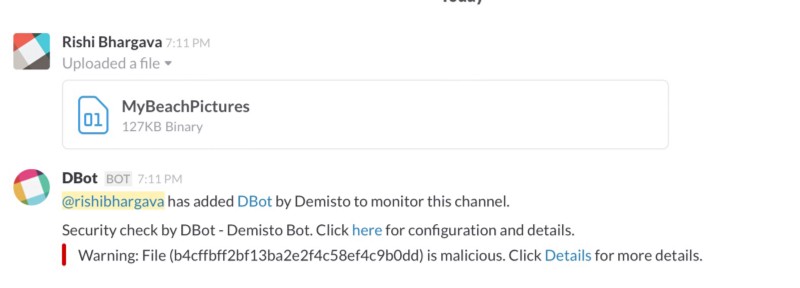 Today
Rishi Bhargava 7:11 PM
Uploaded a file
MyBeachPictures
01
127KB Binary
DBot BOT 7:11 PM
@rishibhargava has added DBot by Demisto to monitor this channel.
Security check by DBot - Demisto Bot. Click here for configuration and details.
Warning: File (b4cffbff2bf13ba2e2f4c58ef4c9b0dd) is malicious. Click Details for more details.